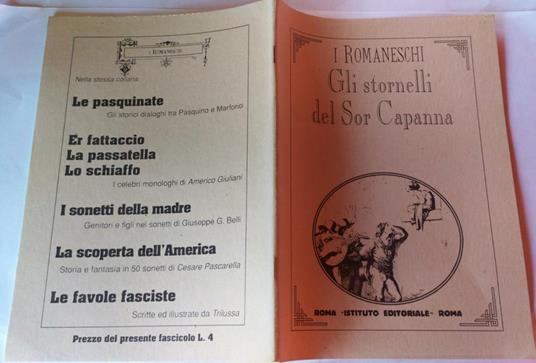 I ROMANESCHI
Nella stessa collana:
Le pasquinate
Gli storici dialoghi tra Pasquino e Marforio
Er fattaccio
La passatella
Lo schiaffo
I celebri monologhi di Americo Giuliani
I sonetti della madre
Genitori e figli nei sonetti di Giuseppe G. Belli
La scoperta dell'America
Storia e fantasia in 50 sonetti di Cesare Pascarella
Le favole fasciste
Scritte ed illustrate da Trilussa
Prezzo del presente fascicolo L. 4
I ROMANESCHI
Gli stornelli
del Sor Capanna
ROMA - ISTITUTO EDITORIALE - ROMA